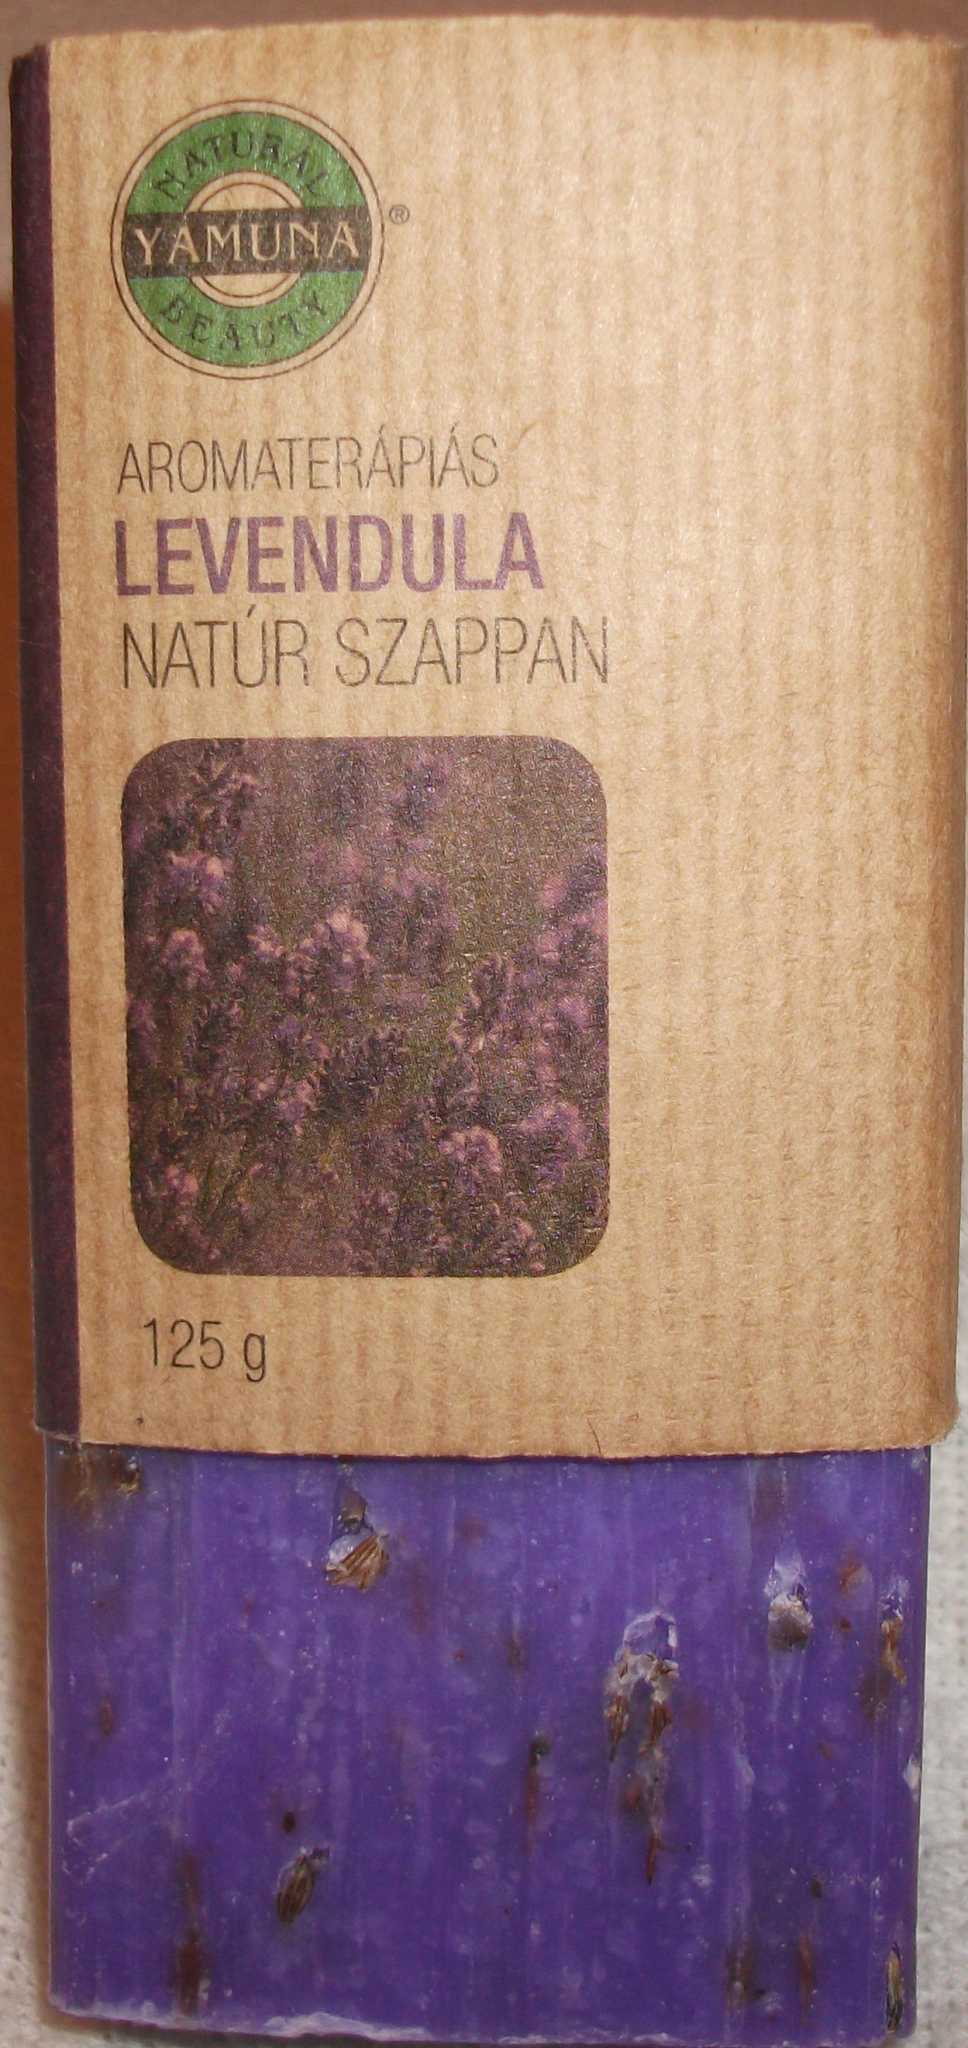 NATURAL
YAMUNA
®
BEAUTY
AROMATERÁPIÁS
LEVENDULA
NATÚR SZAPPAN
125 g